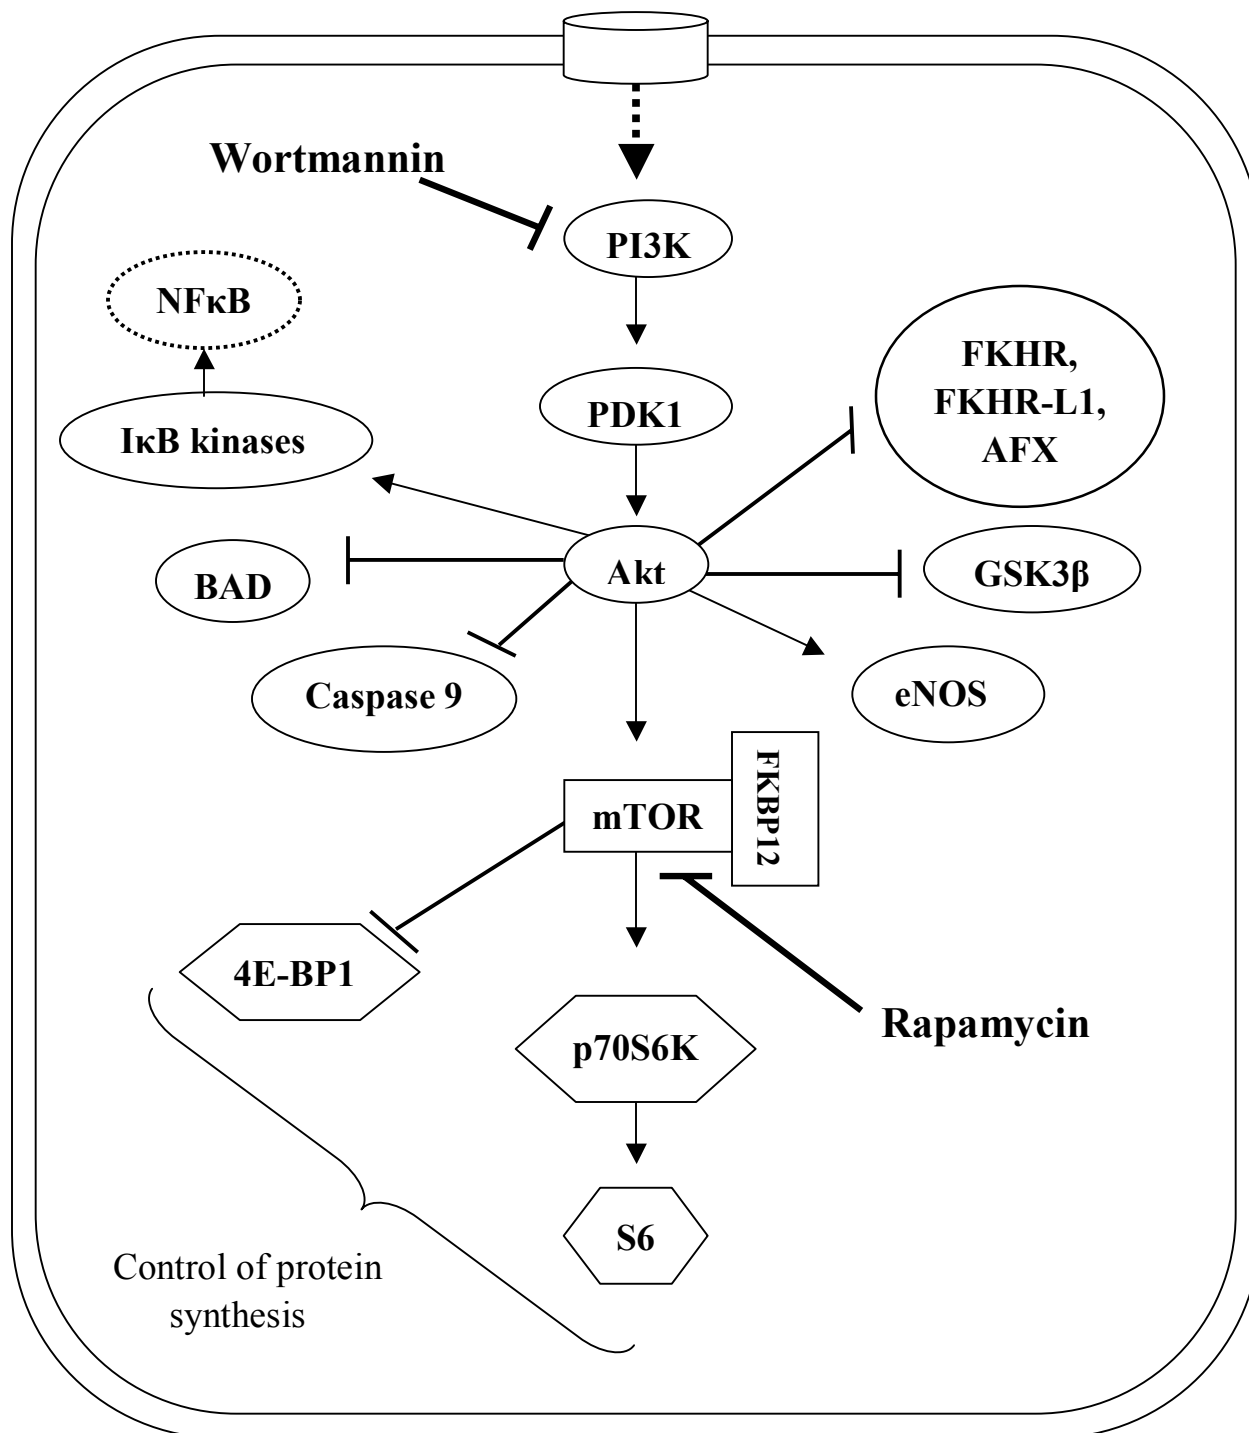 Wortmannin
PI3K
NFκB
FKHR,
FKHR-L1,
AFX
PDK1
IκB kinases
Akt
BAD
GSK3β
Caspase 9
eNOS
mTOR
FKBP12
4E-BP1
p70S6K
Rapamycin
S6
Control of protein
synthesis